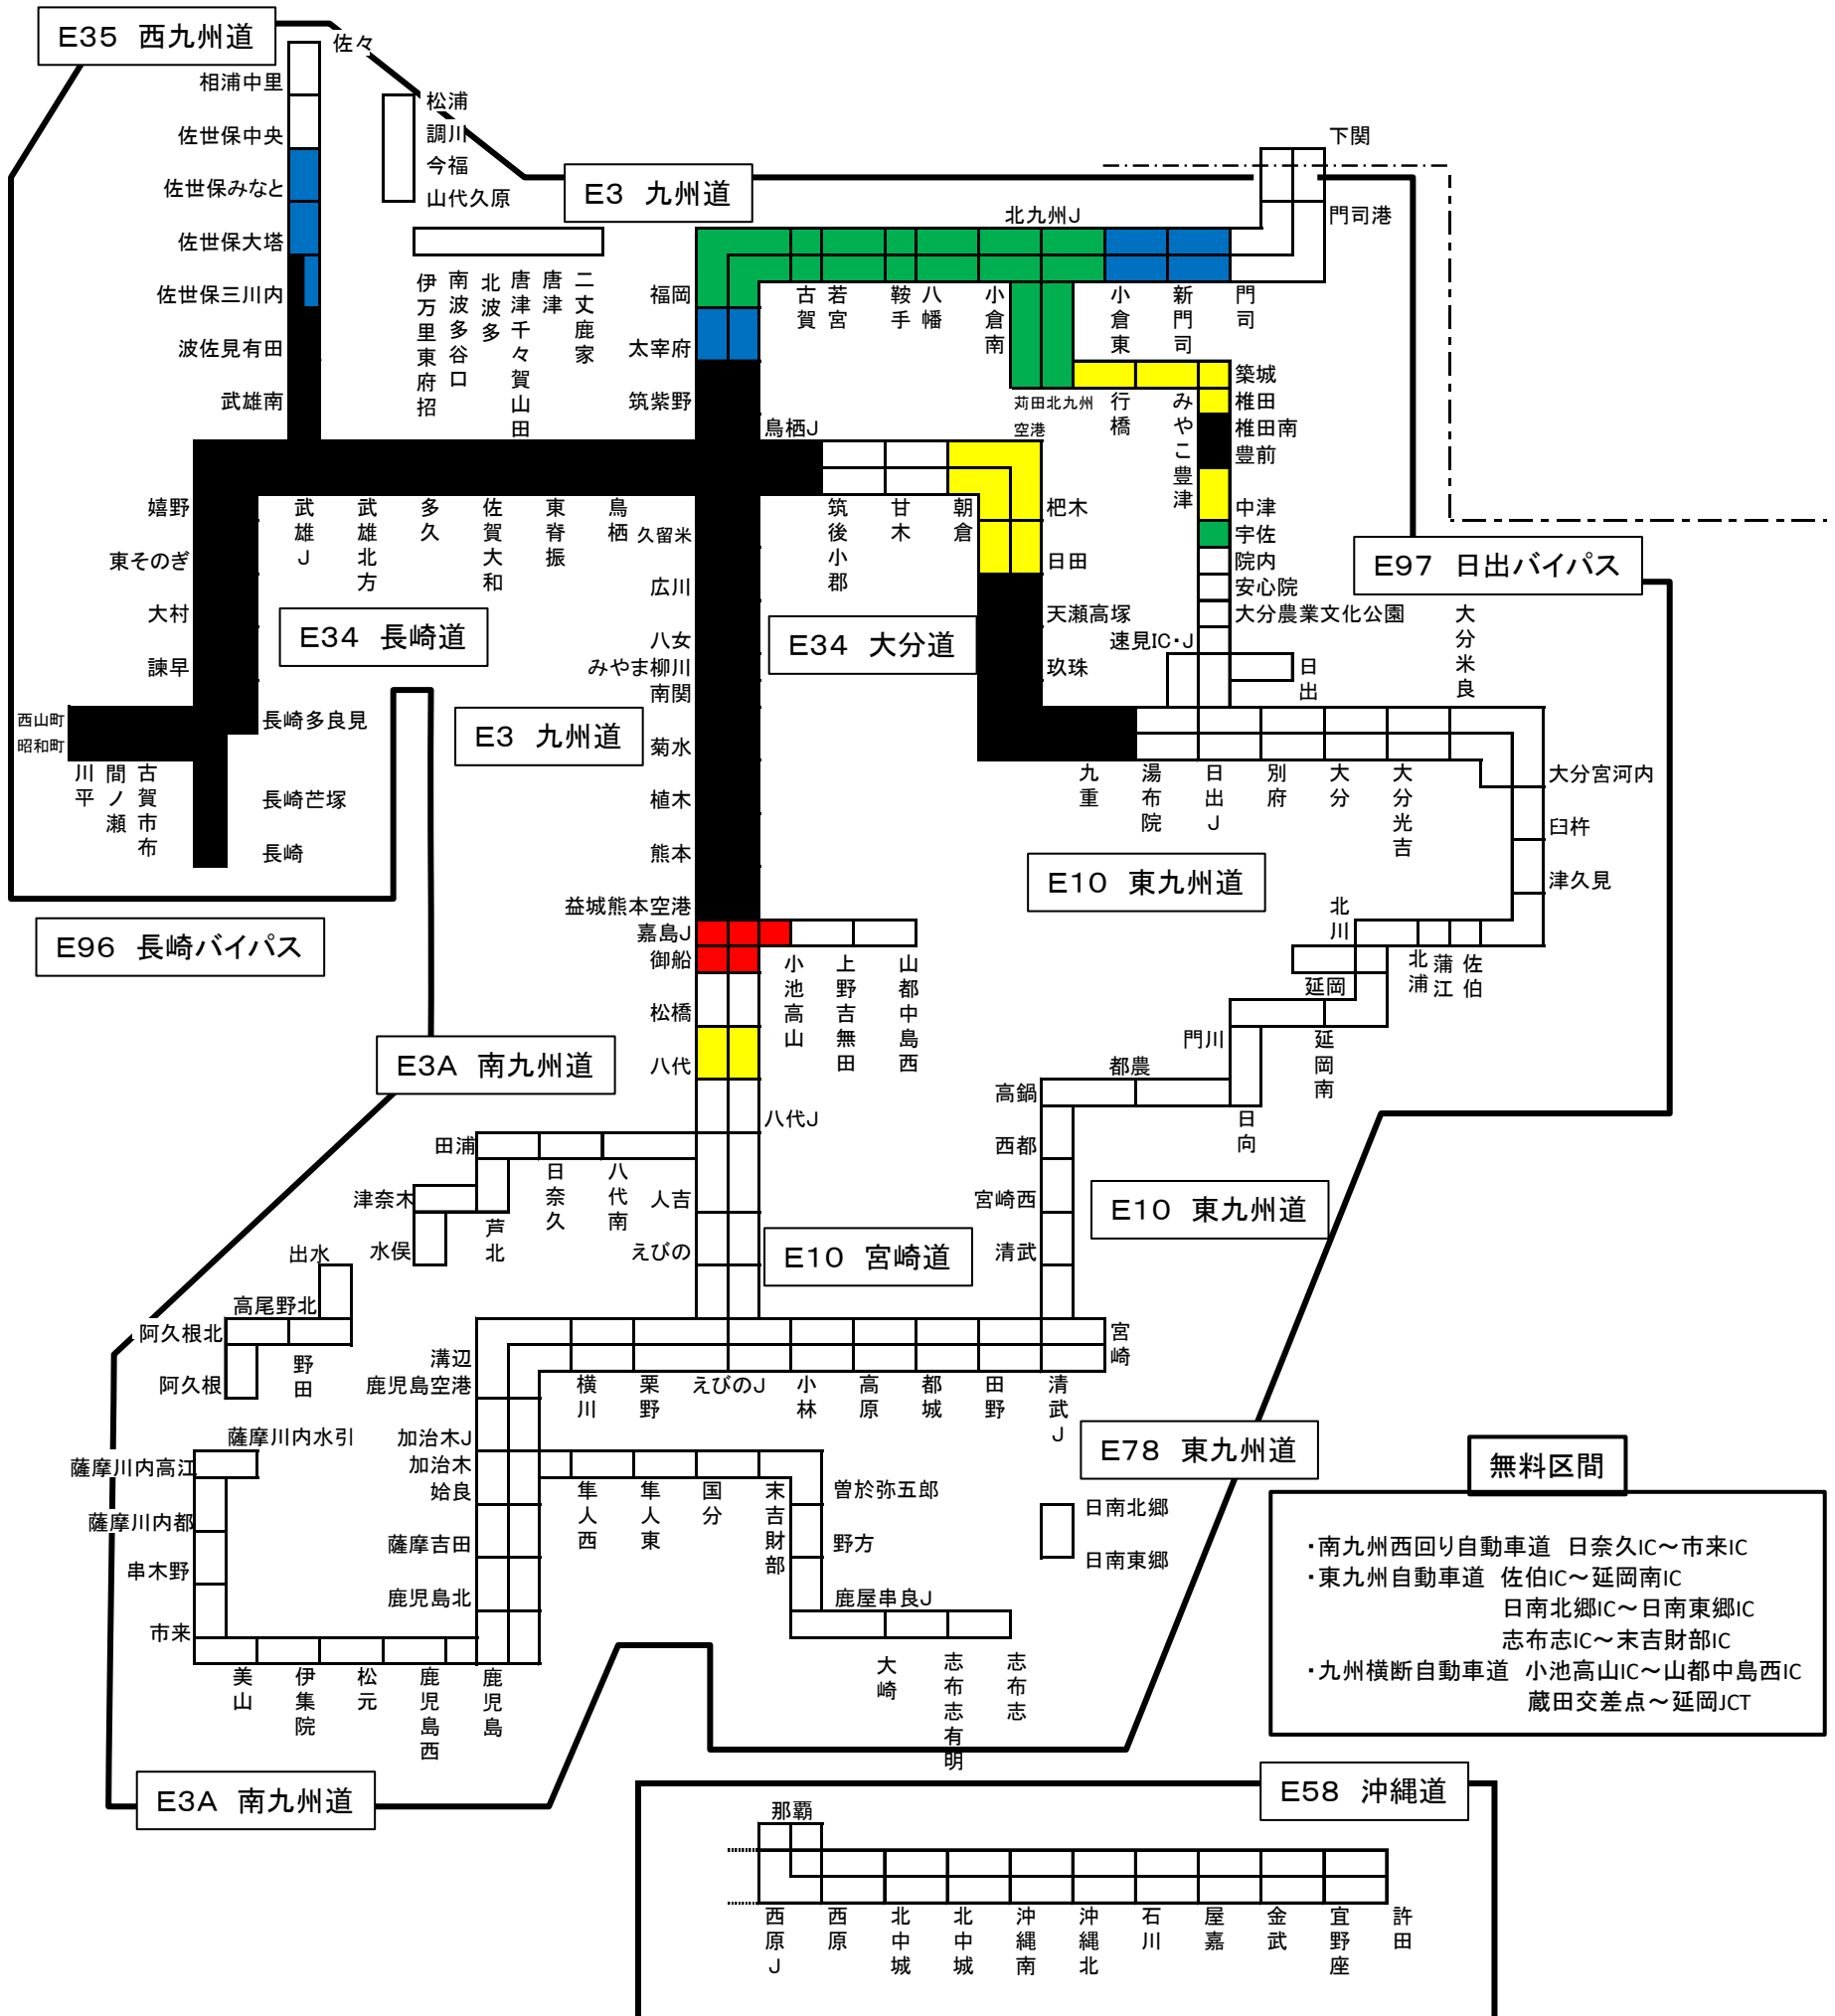 E35 西九州道
佐々
相浦中里
佐世保中央
佐世保みなと
佐世保大塔
佐世保三川内
波佐見有田
武雄南
松浦
調川
今福
山代久原
E3 九州道
下関
門司港
北九州J
伊万里東府招
南波多谷口
北波多
唐津千々賀山田
唐津
二丈鹿家
福岡
太宰府
筑紫野
鳥栖J
古賀
若宮
鞍手
八幡
小倉南
小倉東
新門司
門司
苅田北九州
空港
行橋
みやこ豊津
築城
椎田
椎田南
豊前
中津
宇佐
院内
安心院
大分農業文化公園
速見IC・J
日出
大分米良
E97 日出バイパス
嬉野
東そのぎ
大村
諫早
武雄J
武雄北方
多久
佐賀大和
東脊振
鳥栖
久留米
広川
八女
みやま柳川
南関
菊水
植木
熊本
益城熊本空港
嘉島J
御船
松橋
八代
筑後小郡
甘木
朝倉
杷木
日田
天瀬高塚
玖珠
E34 長崎道
E34 大分道
西山町
昭和町
長崎多良見
川平
間ノ瀬
古賀市布
長崎芒塚
長崎
E3 九州道
九重
湯布院
日出J
別府
大分
大分光吉
大分宮河内
臼杵
津久見
E10 東九州道
E96 長崎バイパス
小池高山
上野吉無田
山都中島西
北川
北浦
蒲江
佐伯
延岡
延岡南
門川
都農
高鍋
日向
西都
宮崎西
清武
E3A 南九州道
八代J
田浦
日奈久
八代南
津奈木
芦北
水俣
人吉
えびの
E10 宮崎道
E10 東九州道
出水
高尾野北
阿久根北
阿久根
野田
溝辺
鹿児島空港
横川
栗野
えびのJ
小林
高原
都城
田野
清武J
宮崎
E78 東九州道
薩摩川内水引
薩摩川内高江
薩摩川内都
串木野
市来
加治木J
加治木
姶良
薩摩吉田
鹿児島北
隼人西
隼人東
国分
末吉財部
曽於弥五郎
野方
鹿屋串良J
日南北郷
日南東郷
美山
伊集院
松元
鹿児島西
鹿児島
大崎
志布志有明
志布志
無料区間
・南九州西回り自動車道 日奈久IC～市来IC
・東九州自動車道 佐伯IC～延岡南IC
日南北郷IC～日南東郷IC
志布志IC～末吉財部IC
・九州横断自動車道 小池高山IC～山都中島西IC
蔵田交差点～延岡JCT
E3A 南九州道
E58 沖縄道
那覇
西原J
西原
北中城
北中城
沖縄南
沖縄北
石川
屋嘉
金武
宜野座
許田